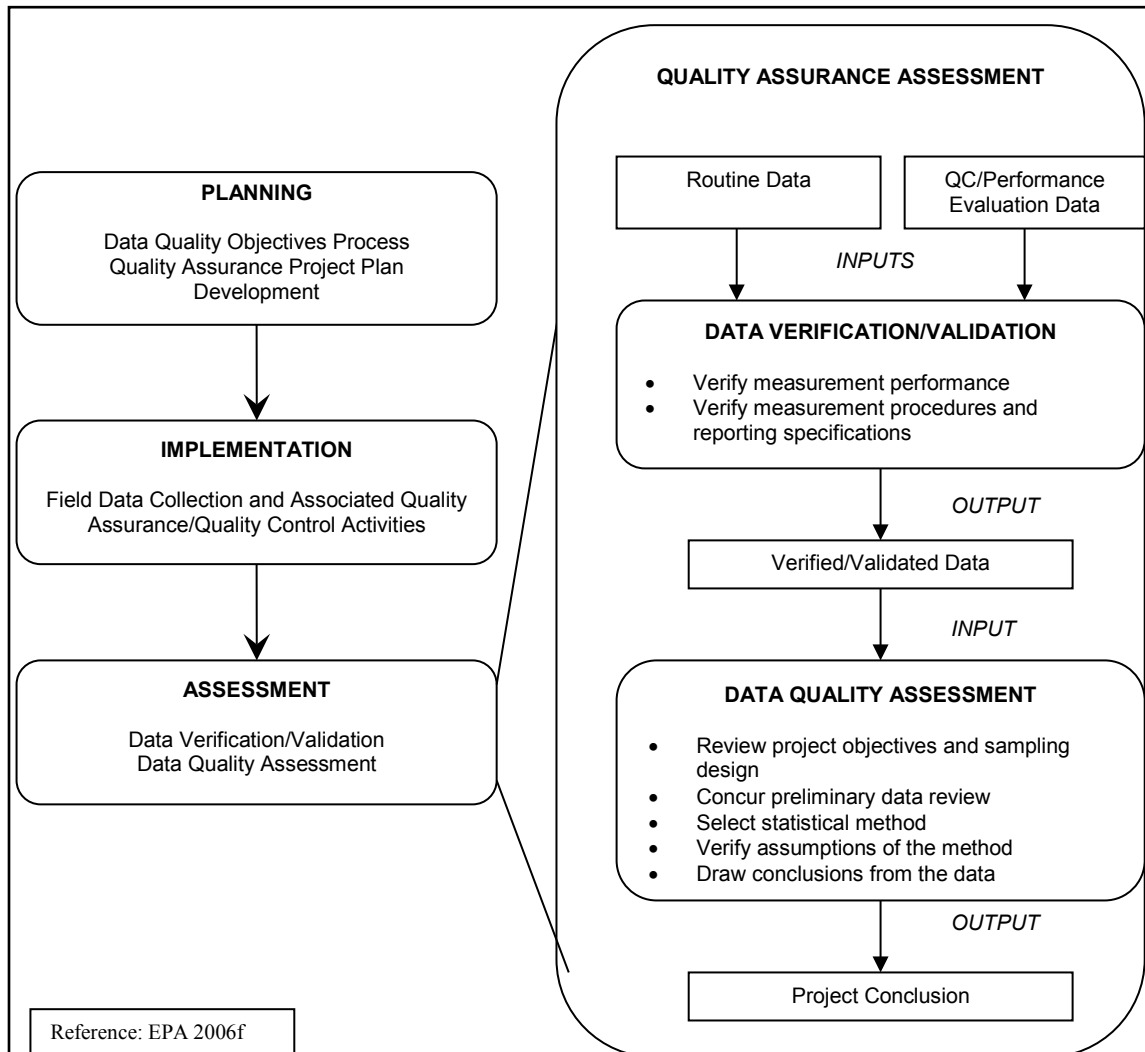 PLANNING
Data Quality Objectives Process
Quality Assurance Project Plan
Development
IMPLEMENTATION
Field Data Collection and Associated Quality
Assurance/Quality Control Activities
ASSESSMENT
Data Verification/Validation
Data Quality Assessment
Reference: EPA 2006f
QUALITY ASSURANCE ASSESSMENT
Routine Data
QC/Performance
Evaluation Data
INPUTS
DATA VERIFICATION/VALIDATION
• Verify measurement performance
• Verify measurement procedures and
reporting specifications
OUTPUT
Verified/Validated Data
INPUT
DATA QUALITY ASSESSMENT
• Review project objectives and sampling
design
• Concur preliminary data review
• Select statistical method
• Verify assumptions of the method
• Draw conclusions from the data
OUTPUT
Project Conclusion